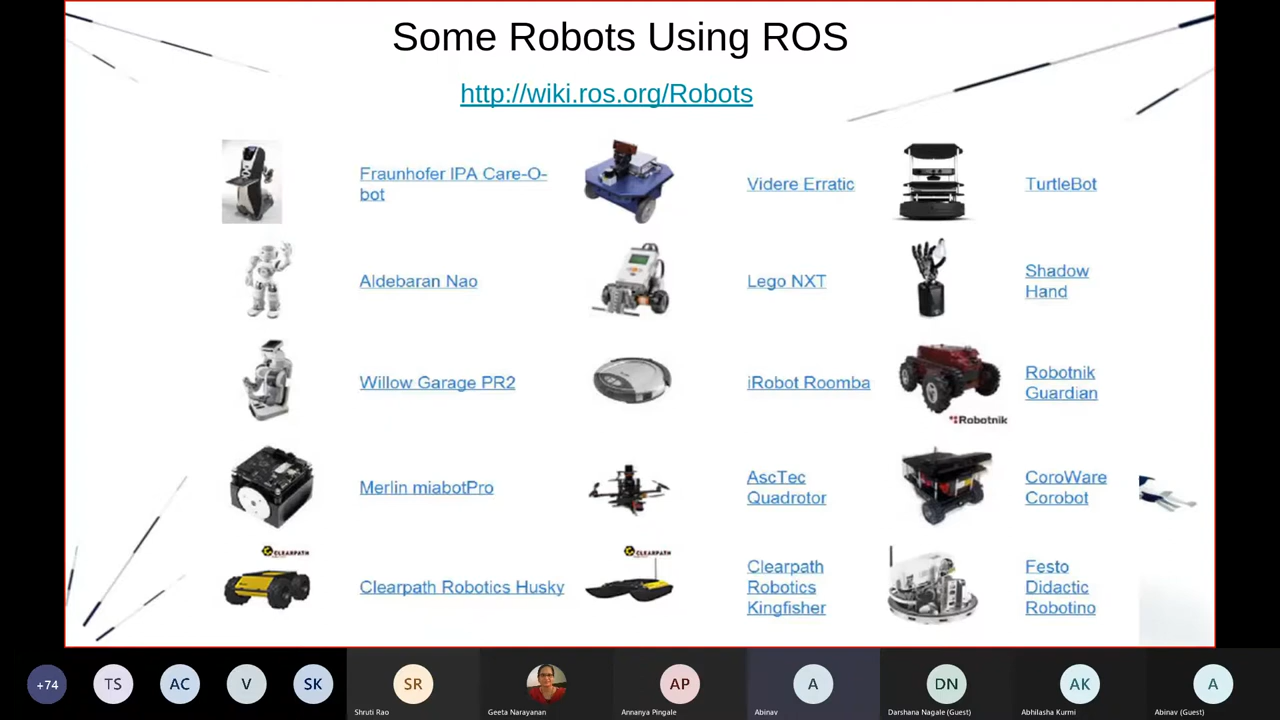 Some Robots Using ROS
http://wiki.ros.org/Robots
Fraunhofer IPA Care-O-
bot
Videre Erratic
TurtleBot
Aldebaran Nao
Lego NXT
Shadow
Hand
Willow Garage PR2
iRobot Roomba
Robotnik
Guardian
Robotnik
Merlin miabotPro
AscTec
Quadrotor
CoroWare
Corobot
CLEARPATH
Clearpath Robotics Husky
CLEARPATH
Clearpath
Robotics
Kingfisher
Festo
Didactic
Robotino
+74
TS
AC
V
SK
SR
Shruti Rao
Geeta Narayanan
AP
Annanya Pingale
A
Abinav
DN
Darshana Nagale (Guest)
AK
Abhilasha Kurmi
A
Abinav (Guest)